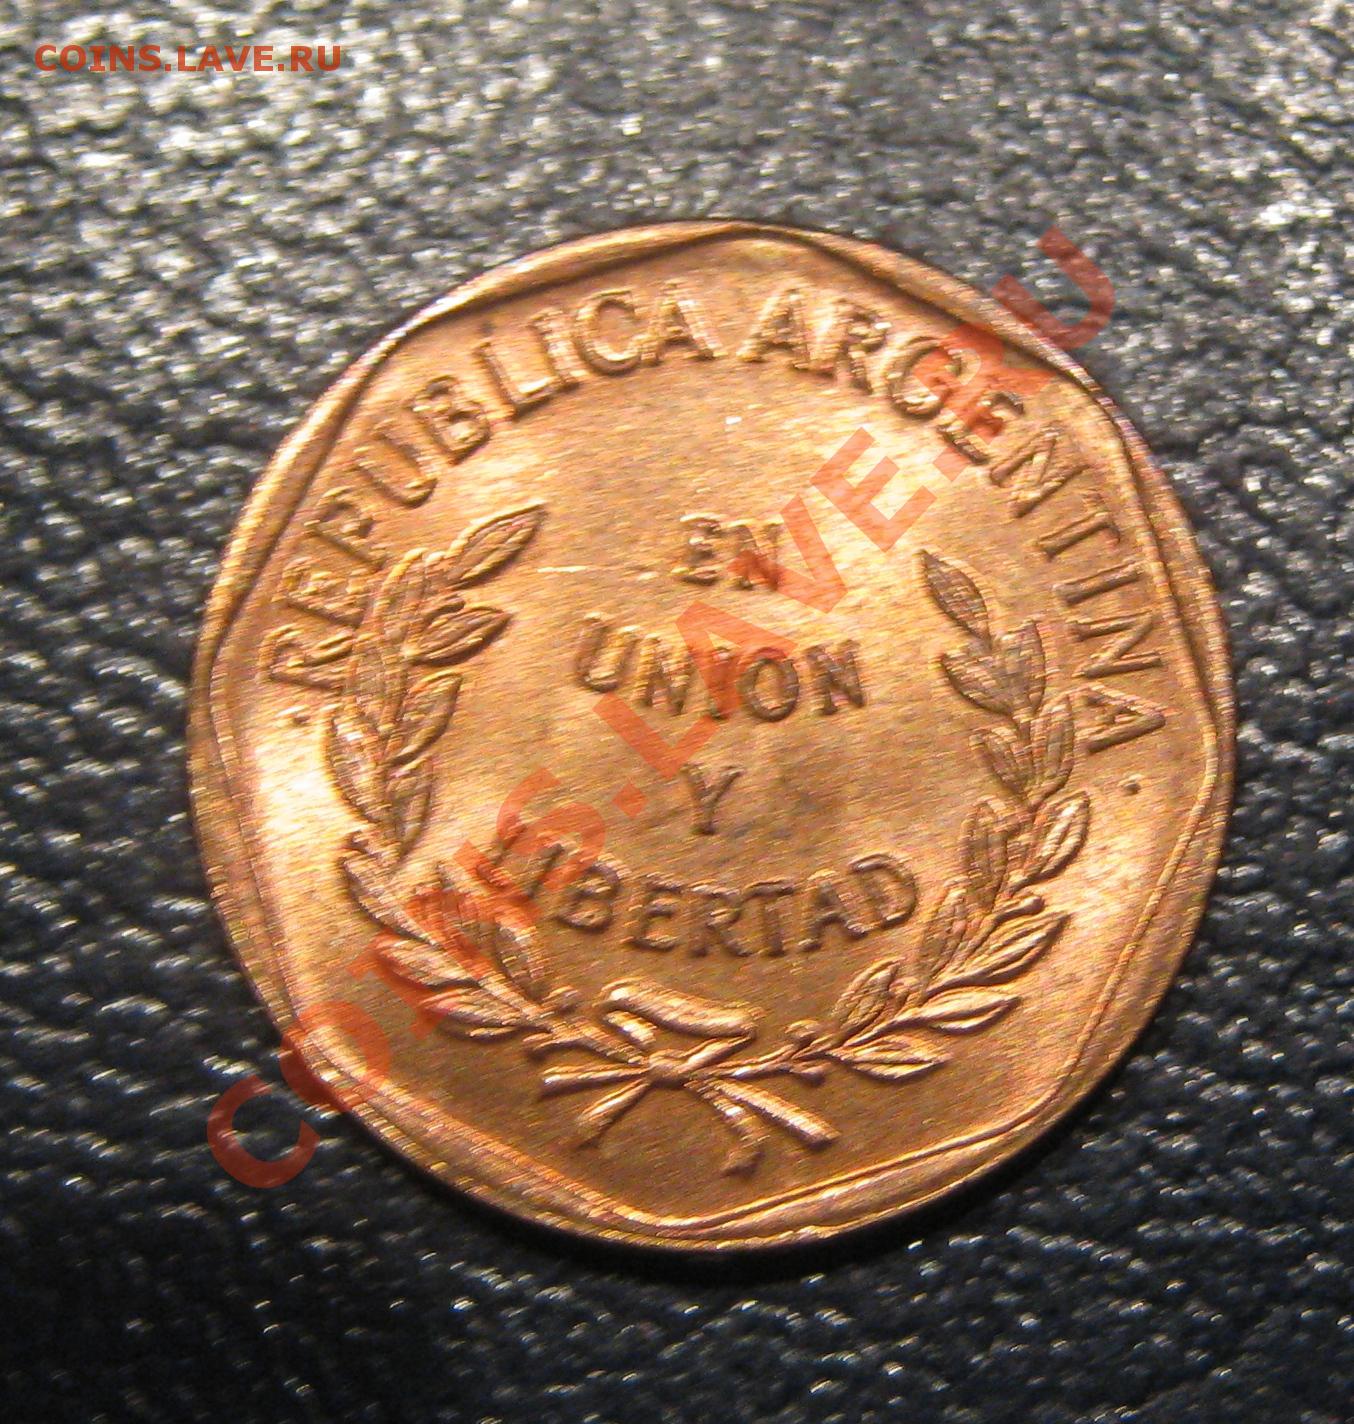 COINS.LAVE.RU
·REPUBLICA ARGENTINA·
EN
UNION
Y
LIBERTAD
COINS.LAVE.RU